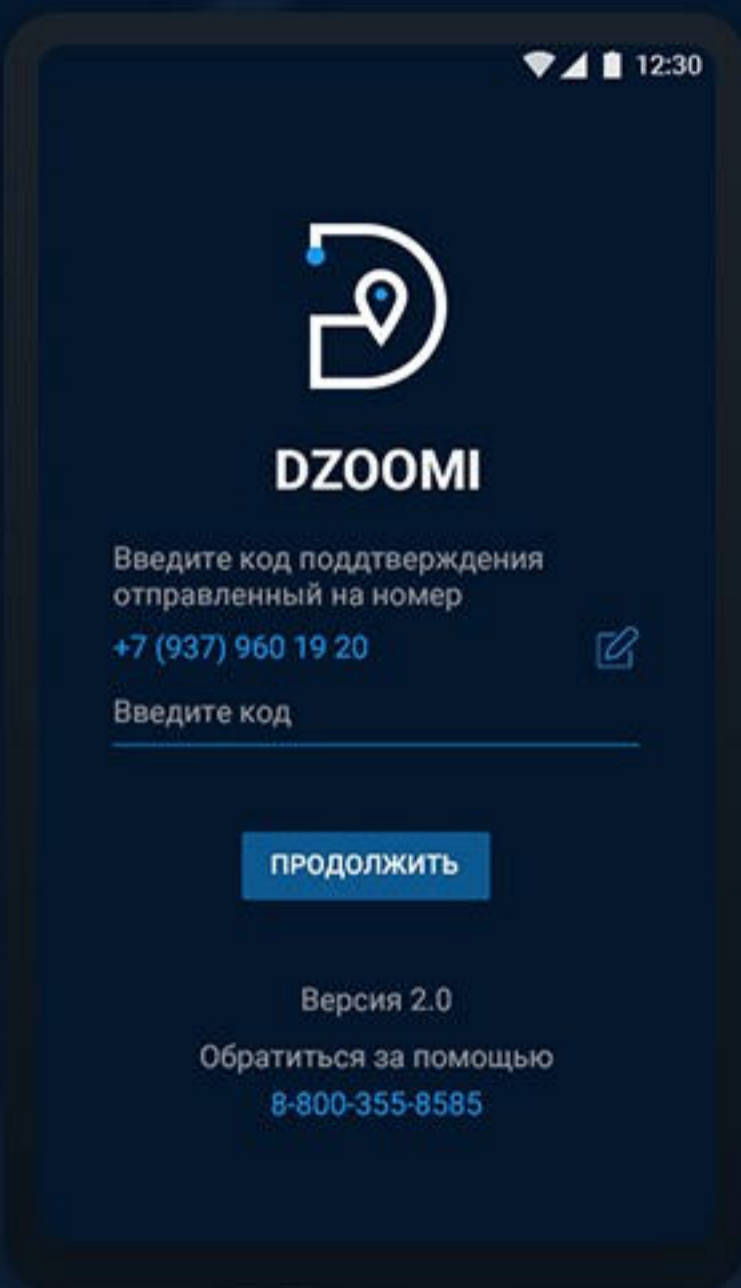 12:30
DZOOMI
Введите код поддтверждения
отправленный на номер
+7 (937) 960 19 20
Введите код
ПРОДОЛЖИТЬ
Версия 2.0
Обратиться за помощью
8-800-355-8585